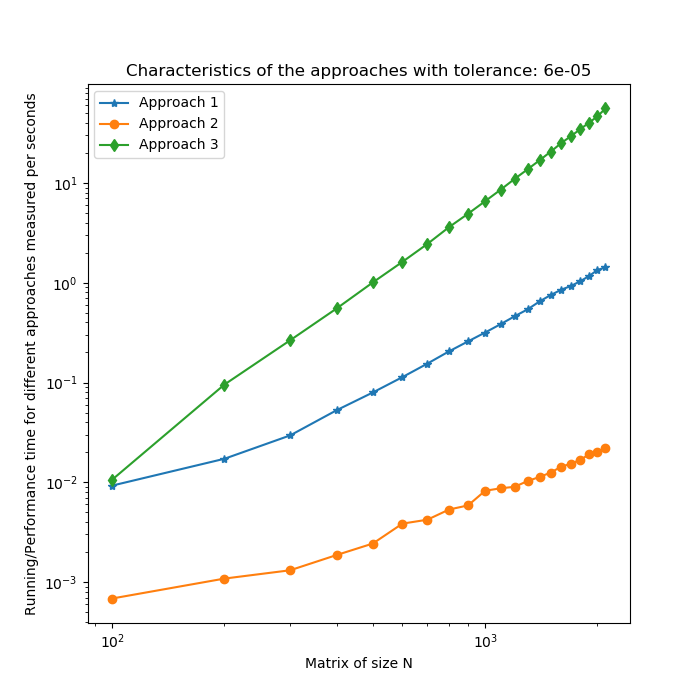 Characteristics of the approaches with tolerance: 6e-05
Approach 1
Approach 2
Approach 3
Running/Performance time for different approaches measured per seconds
10¹
10⁰
10⁻¹
10⁻²
10⁻³
10²
10³
Matrix of size N